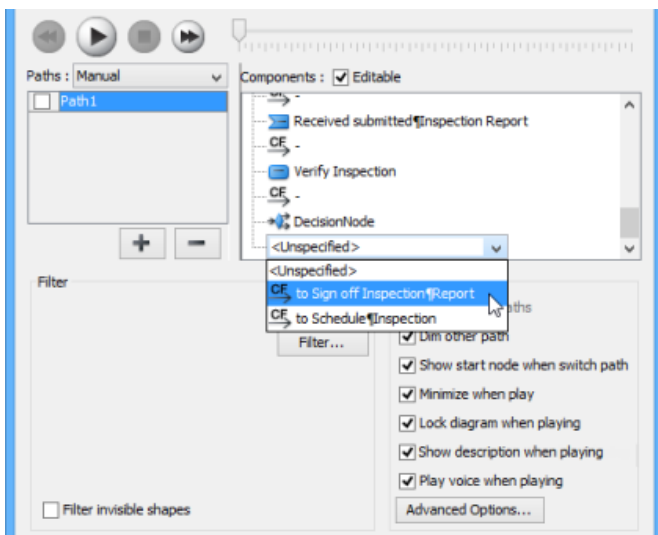 Paths : Manual
Components : Editable
Path1
CF -
Received submitted¶Inspection Report
CF -
Verify Inspection
CF -
DecisionNode
<Unspecified>
<Unspecified>
CF to Sign off Inspection¶Report
CF to Schedule¶Inspection
Filter
Filter...
Filter invisible shapes
aths
Dim other path
Show start node when switch path
Minimize when play
Lock diagram when playing
Show description when playing
Play voice when playing
Advanced Options...